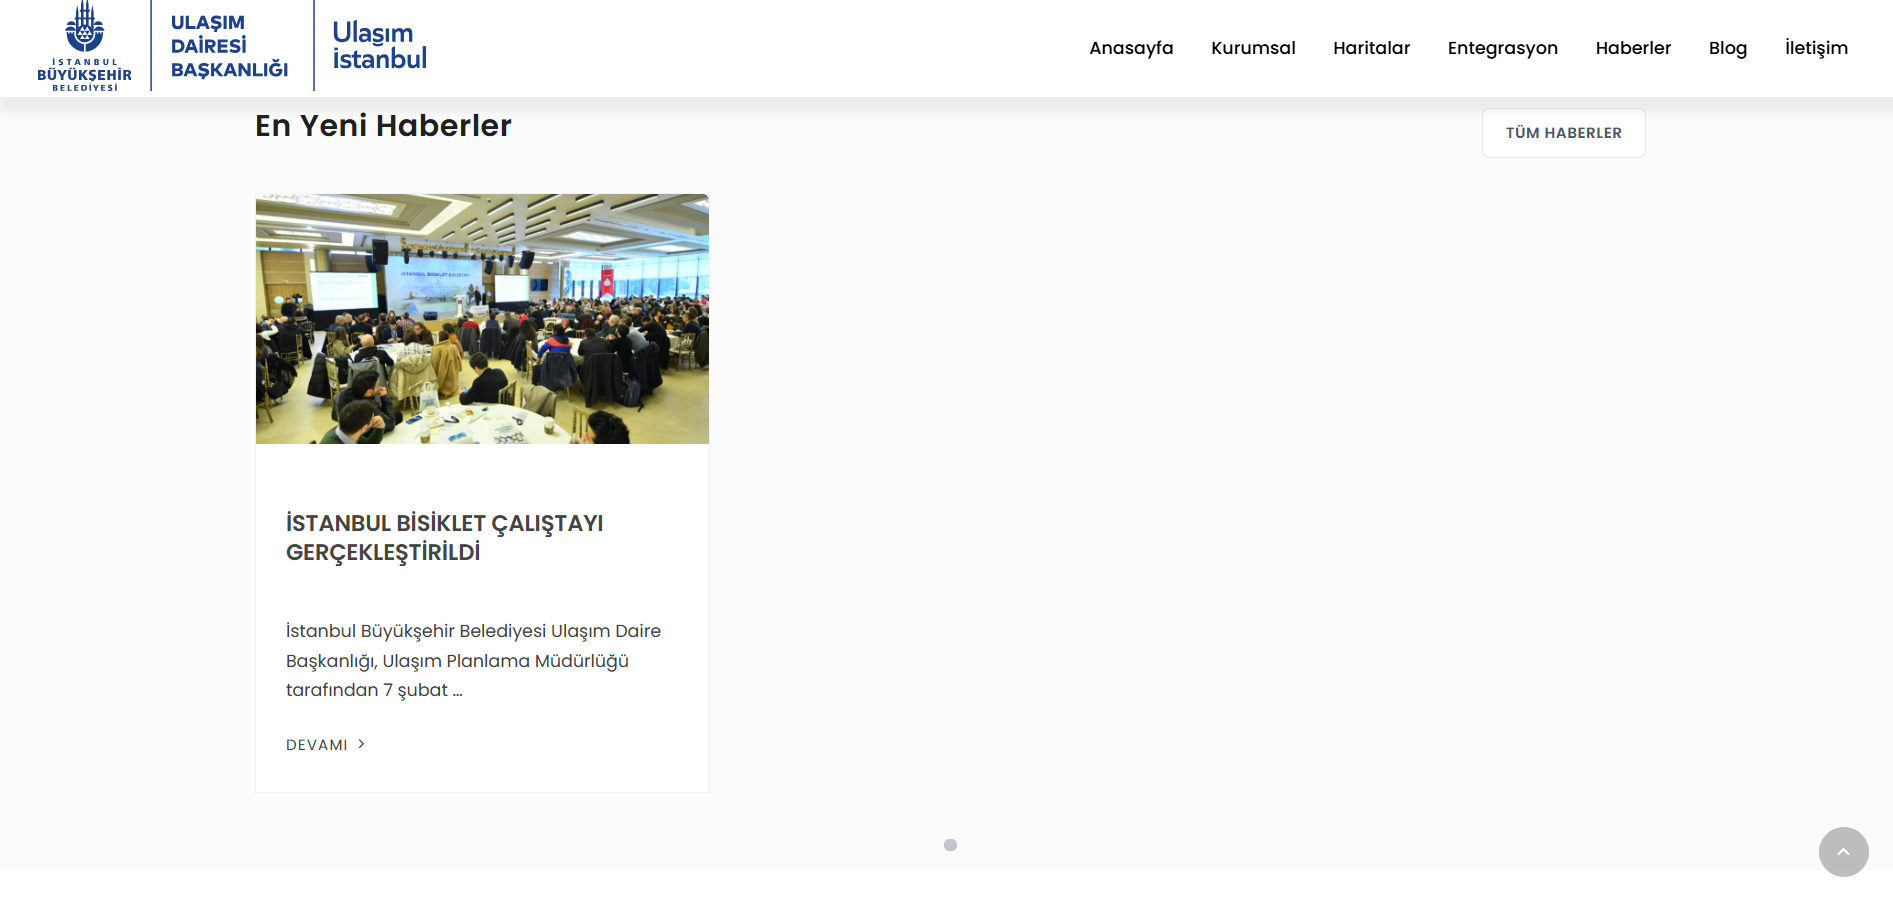 İSTANBUL
BÜYÜKŞEHİR
BELEDİYESİ
ULAŞIM
DAİRESİ
BAŞKANLIĞI
Ulaşım
istanbul
Anasayfa Kurumsal Haritalar Entegrasyon Haberler Blog İletişim
En Yeni Haberler
TÜM HABERLER
İSTANBUL BİSİKLET ÇALIŞTAYI
İSTANBUL BİSİKLET ÇALIŞTAYI
GERÇEKLEŞTİRİLDİ
İstanbul Büyükşehir Belediyesi Ulaşım Daire
Başkanlığı, Ulaşım Planlama Müdürlüğü
tarafından 7 şubat ...
DEVAMI